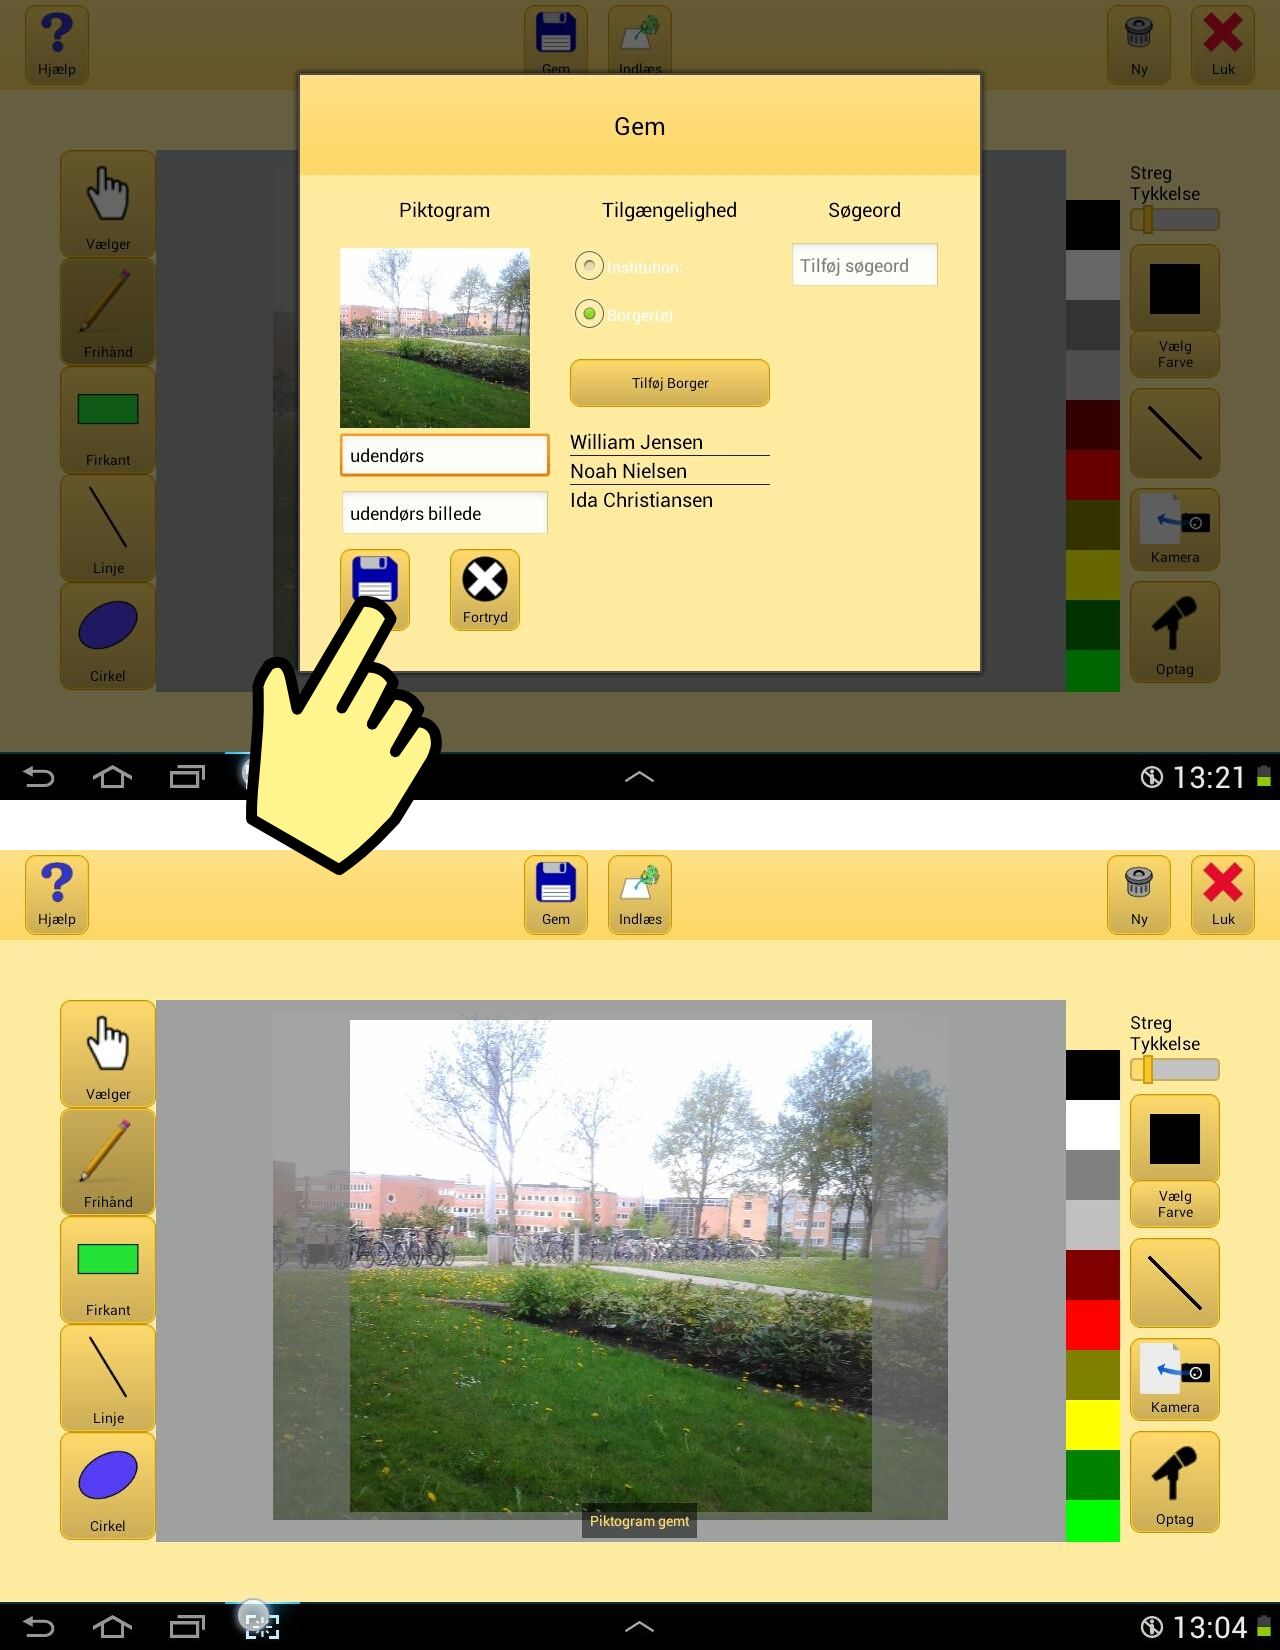 Hjælp
Gem
Indlæs
Ny
Luk
Gem
Piktogram
Tilgængelighed
Søgeord
Vælger
Frihånd
Firkant
Linje
Cirkel
Institution:
Tilføj søgeord
Borger(e):
Tilføj Borger
William Jensen
Noah Nielsen
Ida Christiansen
udendørs
udendørs billede
Fortryd
Streg
Tykkelse
Vælg
Farve
Kamera
Optag
13:21
Hjælp
Gem
Indlæs
Ny
Luk
Vælger
Frihånd
Firkant
Linje
Cirkel
Streg
Tykkelse
Vælg
Farve
Kamera
Optag
Piktogram gemt
13:04